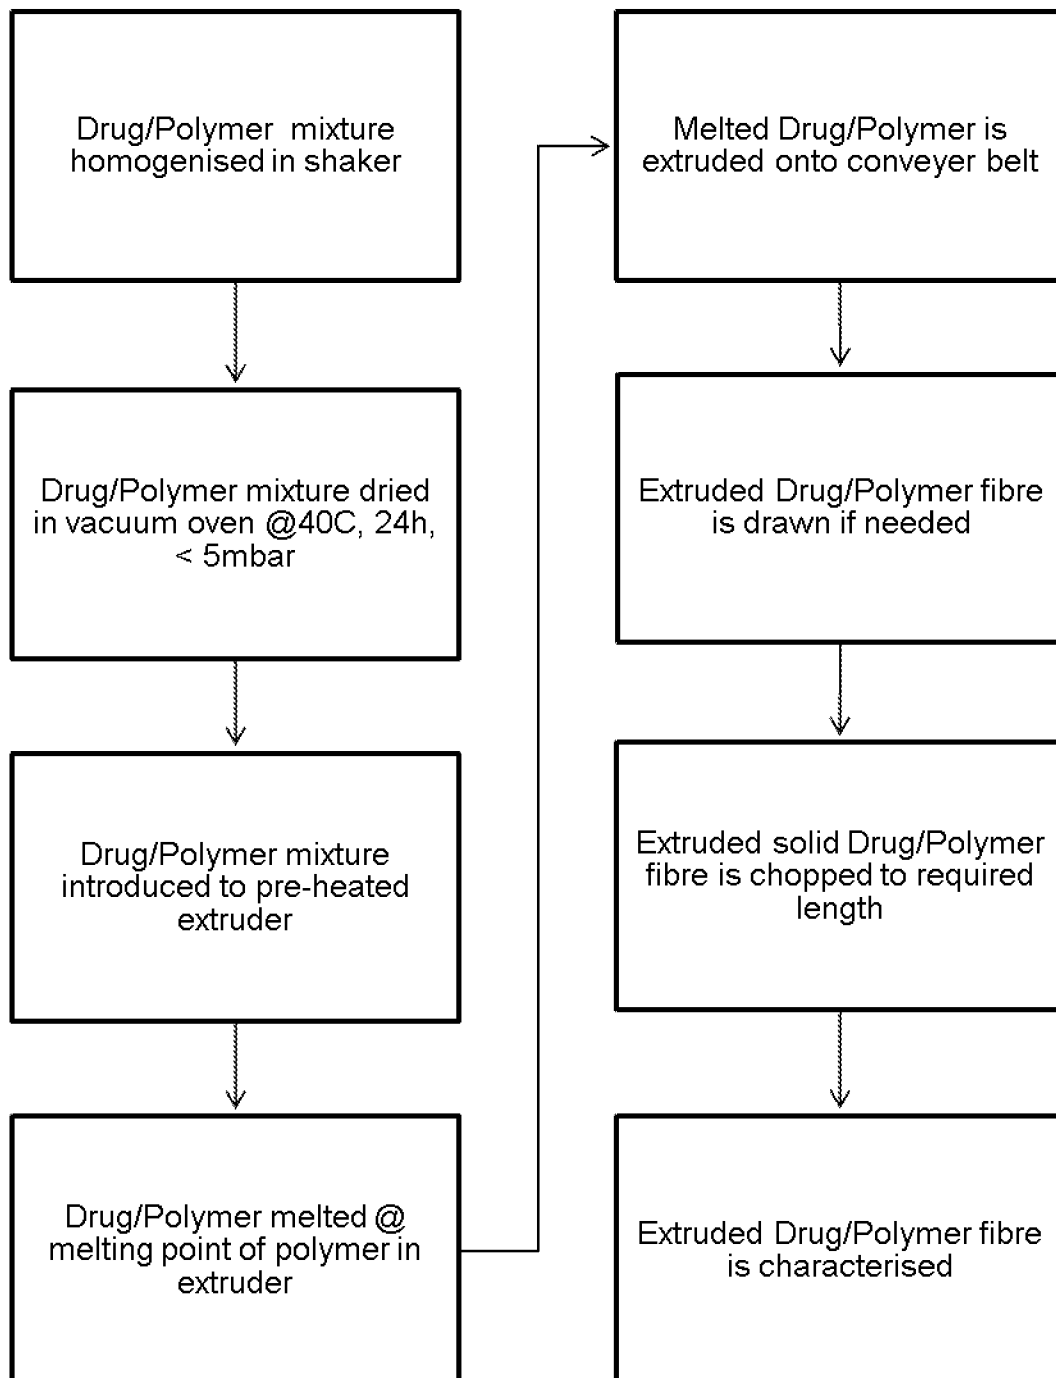 Drug/Polymer mixture
homogenised in shaker
Drug/Polymer mixture dried
in vacuum oven @40C, 24h,
< 5mbar
Drug/Polymer mixture
introduced to pre-heated
extruder
Drug/Polymer melted @
melting point of polymer in
extruder
Melted Drug/Polymer is
extruded onto conveyer belt
Extruded Drug/Polymer fibre
is drawn if needed
Extruded solid Drug/Polymer
fibre is chopped to required
length
Extruded Drug/Polymer fibre
is characterised